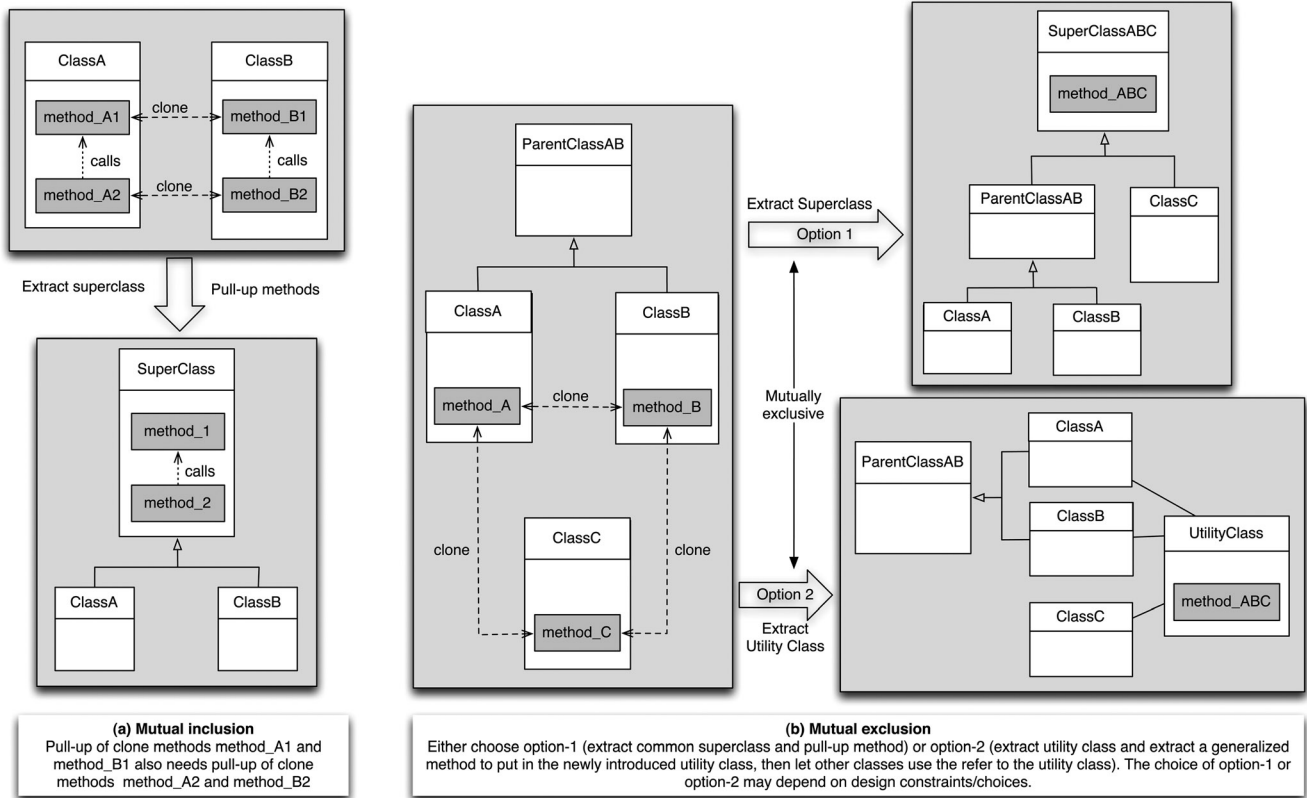 ClassA
ClassB
method_A1
clone
method_B1
calls
calls
method_A2
clone
method_B2
Extract superclass
Pull-up methods
SuperClass
method_1
calls
method_2
ClassA
ClassB
(a) Mutual inclusion
Pull-up of clone methods method_A1 and
method_B1 also needs pull-up of clone
methods method_A2 and method_B2
ParentClassAB
ClassA
ClassB
method_A
clone
method_B
clone
clone
ClassC
method_C
Extract Superclass
Option 1
Mutually
exclusive
Option 2
Extract
Utility Class
SuperClassABC
method_ABC
ParentClassAB
ClassC
ClassA
ClassB
ParentClassAB
ClassA
ClassB
ClassC
UtilityClass
method_ABC
(b) Mutual exclusion
Either choose option-1 (extract common superclass and pull-up method) or option-2 (extract utility class and extract a generalized
method to put in the newly introduced utility class, then let other classes use the refer to the utility class). The choice of option-1 or
option-2 may depend on design constraints/choices.